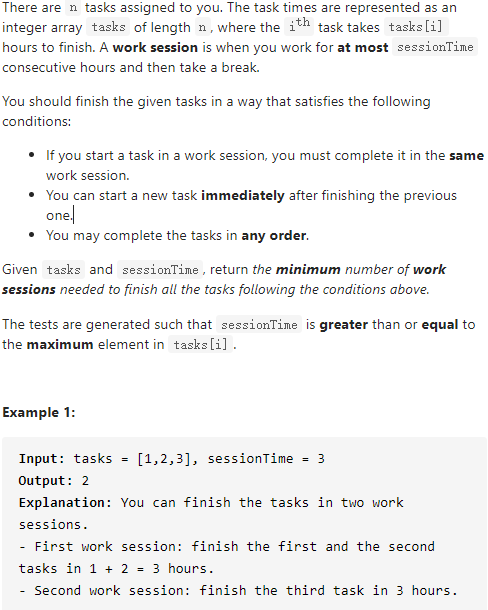 There are n tasks assigned to you. The task times are represented as an
integer array tasks of length n, where the ith task takes tasks[i]
hours to finish. A work session is when you work for at most sessionTime
consecutive hours and then take a break.
You should finish the given tasks in a way that satisfies the following
conditions:
• If you start a task in a work session, you must complete it in the same
work session.
• You can start a new task immediately after finishing the previous
one.
• You may complete the tasks in any order.
Given tasks and sessionTime, return the minimum number of work
sessions needed to finish all the tasks following the conditions above.
The tests are generated such that sessionTime is greater than or equal to
the maximum element in tasks[i].
Example 1:
Input: tasks = [1,2,3], sessionTime = 3
Output: 2
Explanation: You can finish the tasks in two work
sessions.
- First work session: finish the first and the second
tasks in 1 + 2 = 3 hours.
- Second work session: finish the third task in 3 hours.